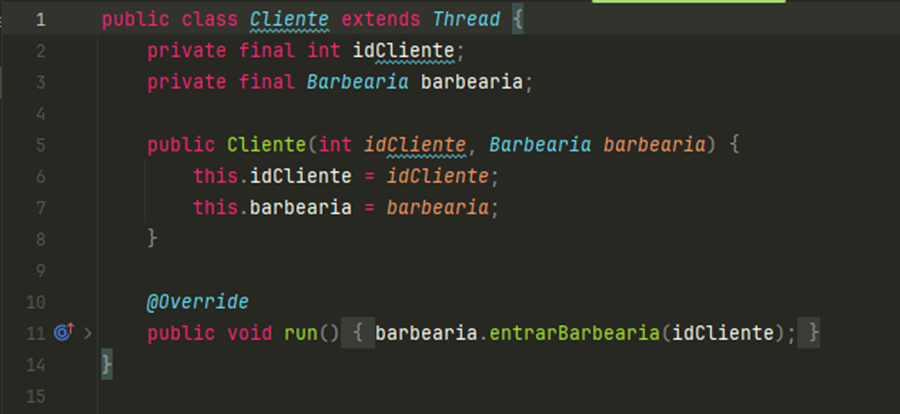 1 public class Cliente extends Thread {
2 private final int idCliente;
3 private final Barbearia barbearia;
4
5 public Cliente(int idCliente, Barbearia barbearia) {
6 this.idCliente = idCliente;
7 this.barbearia = barbearia;
8 }
9
10 @Override
11 public void run() { barbearia.entrarBarbearia(idCliente); }
14 }
15